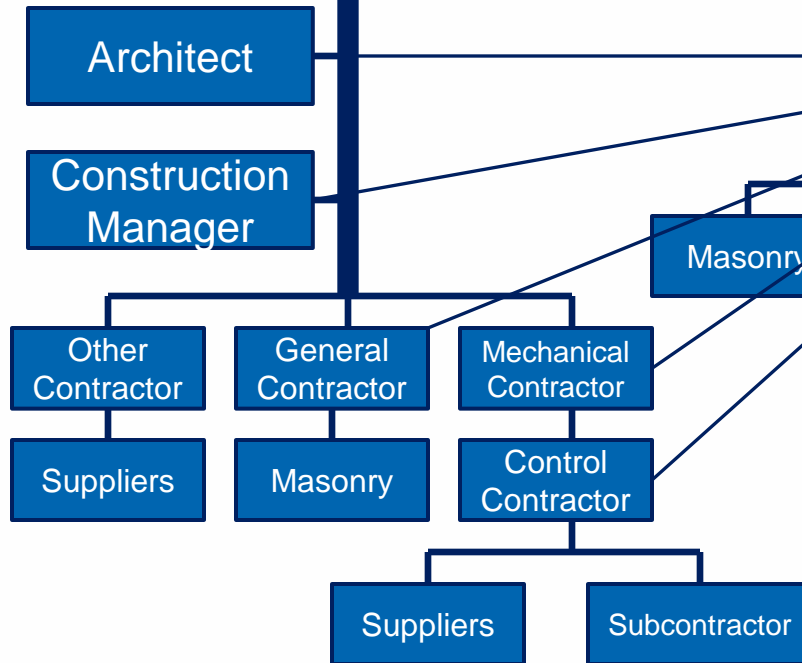 Architect
Construction
Manager
Masonry
Other
Contractor
General
Contractor
Mechanical
Contractor
Suppliers
Masonry
Control
Contractor
Suppliers
Subcontractor